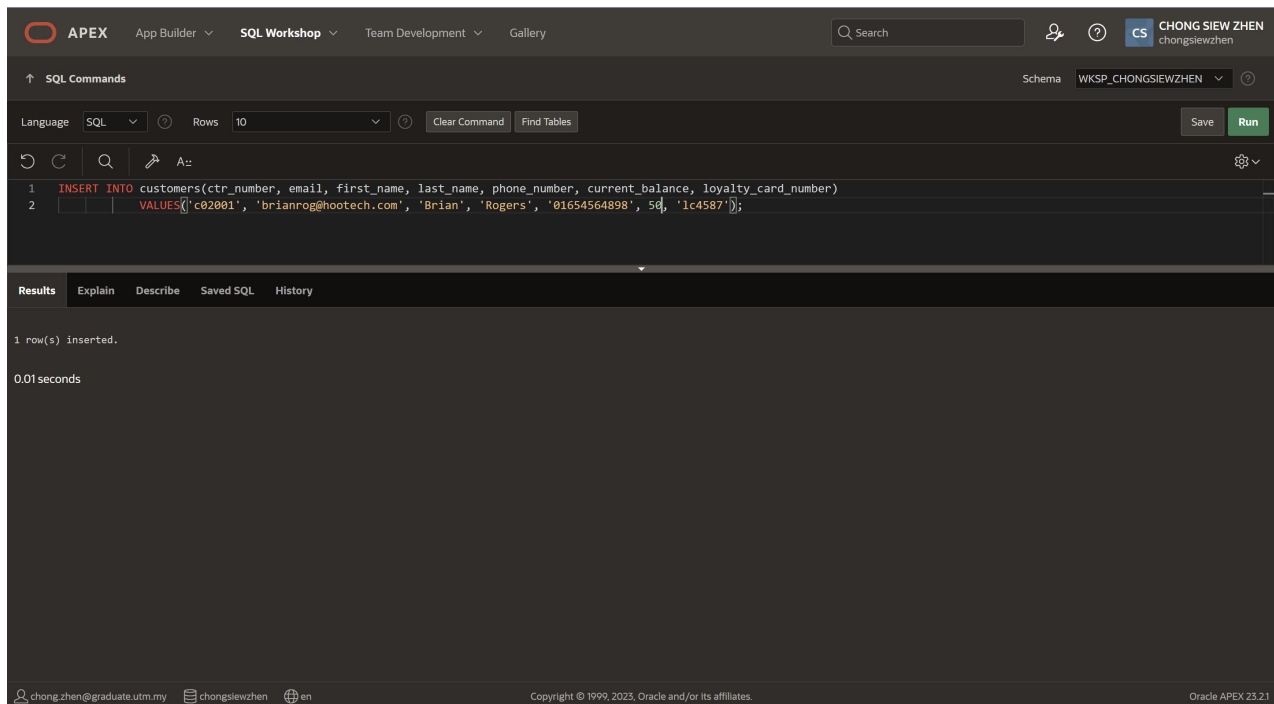 APEX App Builder SQL Workshop Team Development Gallery Search CS CHONG SIEW ZHEN
chongsiewzhen
SQL Commands Schema WKSP_CHONGSIEWZHEN
Language SQL Rows 10 Clear Command Find Tables Save Run
A
1 INSERT INTO customers(ctr_number, email, first_name, last_name, phone_number, current_balance, loyalty_card_number)
2 VALUES('c02001', 'brianrog@hootech.com', 'Brian', 'Rogers', '01654564898', 50, 'lc4587');
Results Explain Describe Saved SQL History
1 row(s) inserted.
0.01 seconds
chong.zhen@graduate.utm.my chongsiewzhen en Copyright © 1999, 2023, Oracle and/or its affiliates. Oracle APEX 23.2.1